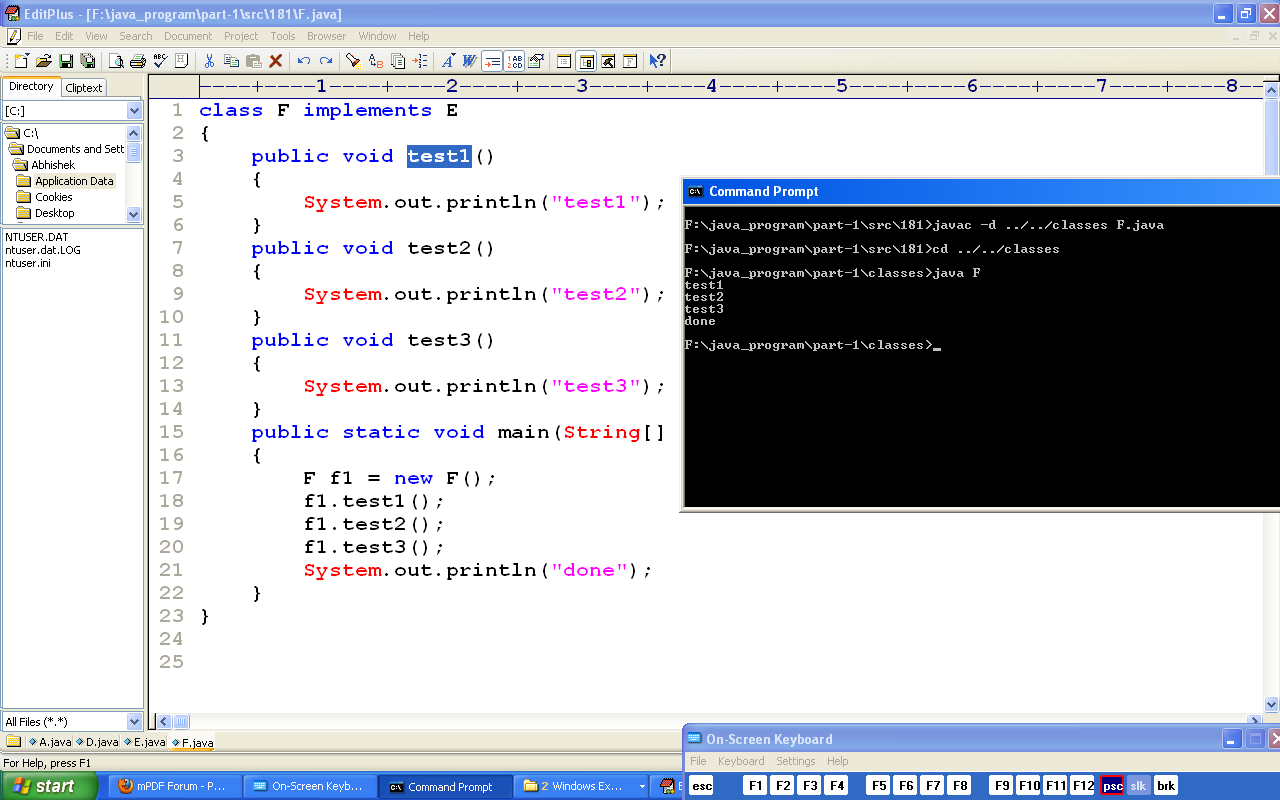 EditPlus - [F:\java_program\part-1\src\181\F.java]
File Edit View Search Document Project Tools Browser Window Help
Directory Cliptext
[C:]
C:\
Documents and Sett
Abhishek
Application Data
Cookies
Desktop
NTUSER.DAT
ntuser.dat.LOG
ntuser.ini
All Files (*.*)
----+----1----+----2----+----3----+----4----+----5----+----6----+----7----+----8--
1 class F implements E
2 {
3 public void test1()
4 {
5 System.out.println("test1");
6 }
7 public void test2()
8 {
9 System.out.println("test2");
10 }
11 public void test3()
12 {
13 System.out.println("test3");
14 }
15 public static void main(String[]
16 {
17 F f1 = new F();
18 f1.test1();
19 f1.test2();
20 f1.test3();
21 System.out.println("done");
22 }
23 }
24
25
Command Prompt
F:\java_program\part-1\src\181>javac -d ../../classes F.java
F:\java_program\part-1\src\181>cd ../../classes
F:\java_program\part-1\classes>java F
test1
test2
test3
done
F:\java_program\part-1\classes>_
A.java D.java E.java F.java
For Help, press F1
On-Screen Keyboard
File Keyboard Settings Help
esc F1 F2 F3 F4 F5 F6 F7 F8 F9 F10 F11 F12 psc slk brk
start mPDF Forum - P... On-Screen Keyb... Command Prompt 2 Windows Ex...